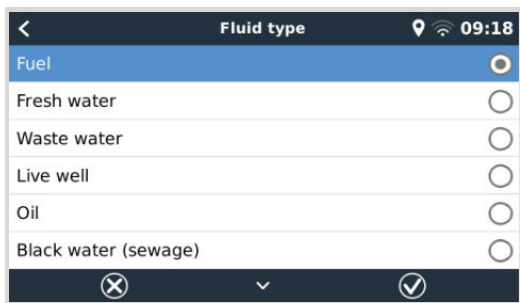 Fluid type 09:18
Fuel
Fresh water
Waste water
Live well
Oil
Black water (sewage)